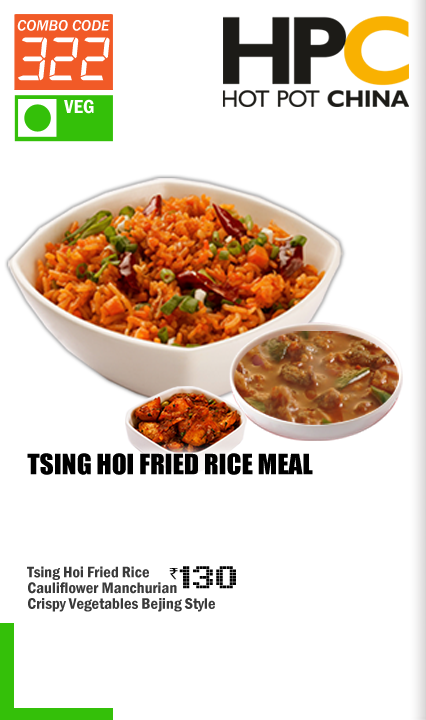 COMBO CODE
322
VEG
HPC
HOT POT CHINA
TSING HOI FRIED RICE MEAL
Tsing Hoi Fried Rice ₹130
Cauliflower Manchurian
Crispy Vegetables Bejing Style